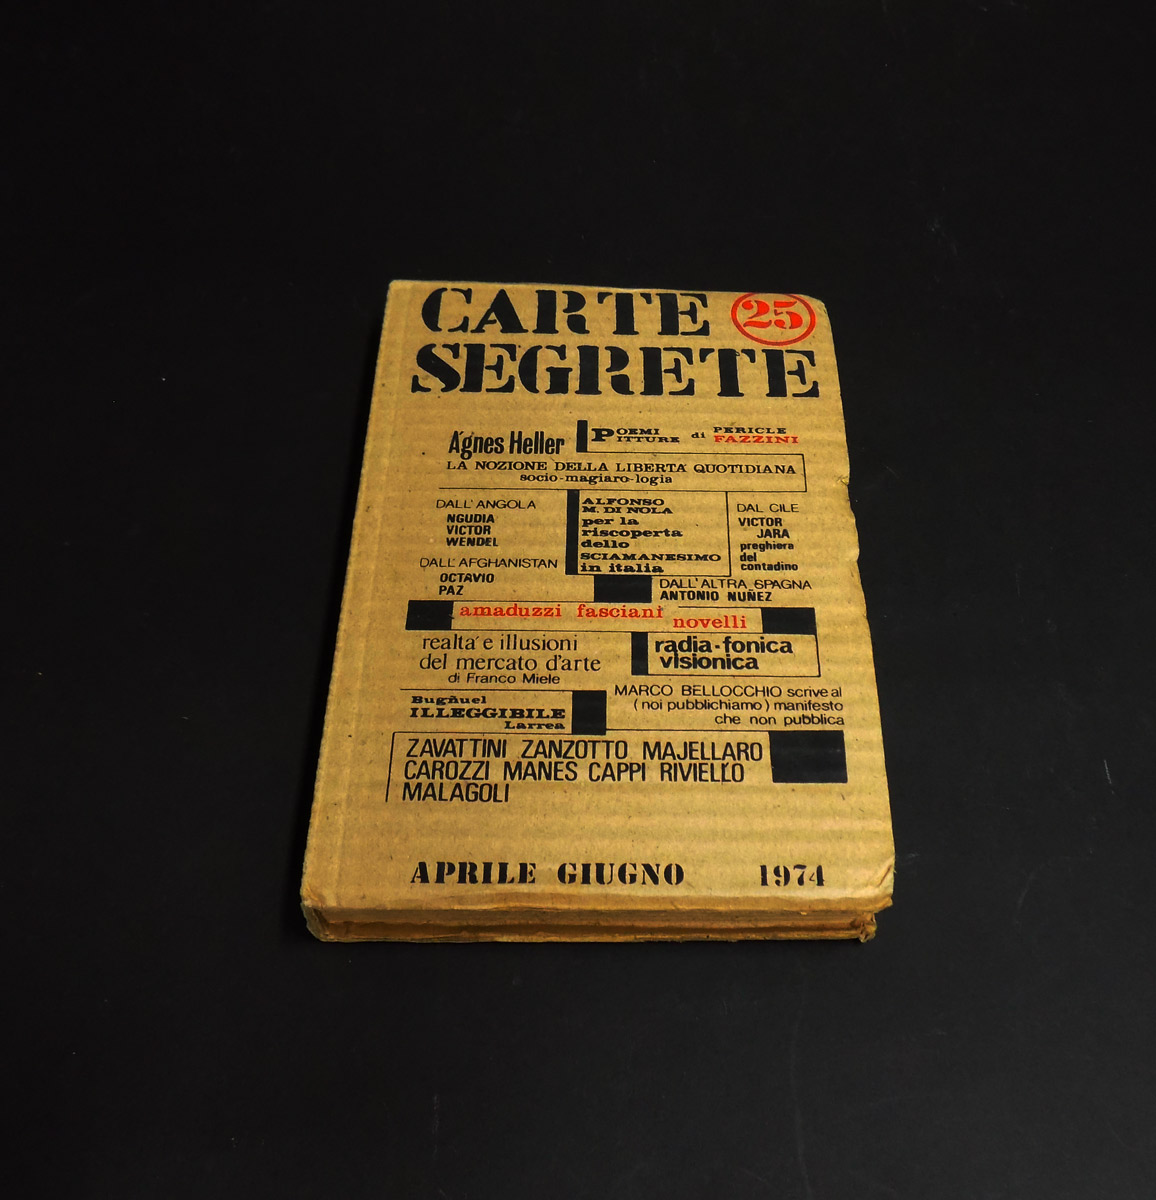 CARTE 25
SEGRETE
Ágnes Heller
POEMI
PITTURE di PERICLE
FAZZINI
LA NOZIONE DELLA LIBERTA' QUOTIDIANA
socio-magiaro-logia
DALL'ANGOLA
NGUDIA
VICTOR
WENDEL
ALFONSO
M. DI NOLA
per la
riscoperta
dello
SCIAMANESIMO
in italia
DAL CILE
VICTOR
JARA
preghiera
del
contadino
DALL'AFGHANISTAN
OCTAVIO
PAZ
DALL'ALTRA SPAGNA
ANTONIO NUÑEZ
amaduzzi fasciani
novelli
realta' e illusioni
del mercato d'arte
di Franco Miele
radia-fonica
visionica
Bugñuel
ILLEGGIBILE
Larrea
MARCO BELLOCCHIO scrive al
(noi pubblichiamo) manifesto
che non pubblica
ZAVATTINI ZANZOTTO MAJELLARO
CAROZZI MANES CAPPI RIVIELLO
MALAGOLI
APRILE GIUGNO 1974